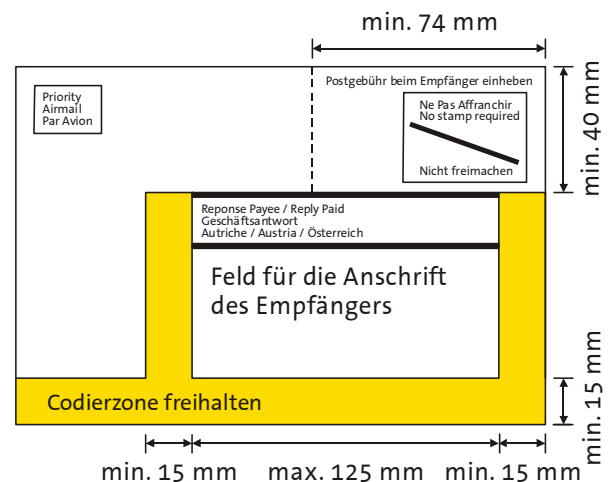 min. 74 mm
Postgebühr beim Empfänger einheben
Priority
Airmail
Par Avion
Ne Pas Affranchir
No stamp required
Nicht freimachen
min. 40 mm
Reponse Payee / Reply Paid
Geschäftsantwort
Autriche / Austria / Österreich
Feld für die Anschrift
des Empfängers
Codierzone freihalten
min. 15 mm
min. 15 mm
max. 125 mm
min. 15 mm